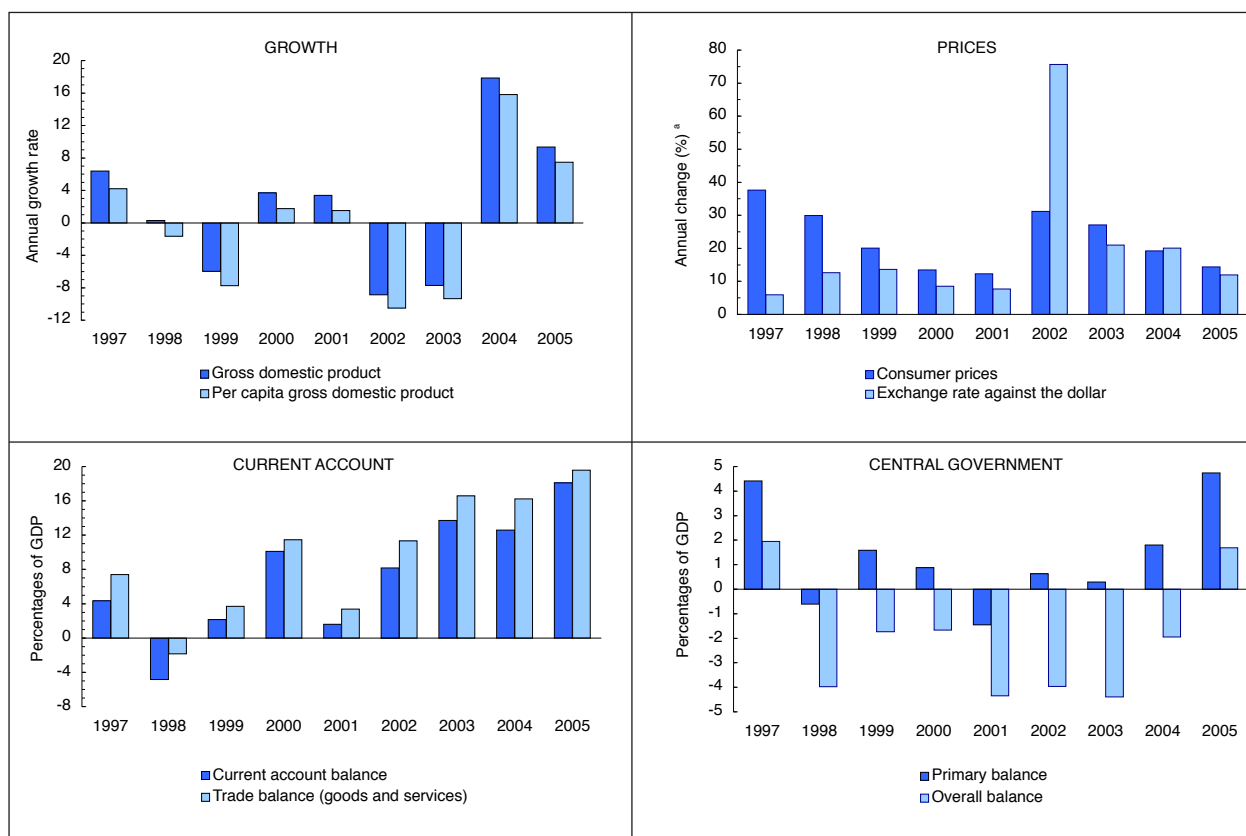 GROWTH
Annual growth rate
20
16
12
8
4
0
-4
-8
-12
1997 1998 1999 2000 2001 2002 2003 2004 2005
Gross domestic product
Per capita gross domestic product
PRICES
Annual change (%) a
80
70
60
50
40
30
20
10
0
1997 1998 1999 2000 2001 2002 2003 2004 2005
Consumer prices
Exchange rate against the dollar
CURRENT ACCOUNT
Percentages of GDP
20
16
12
8
4
0
-4
-8
1997 1998 1999 2000 2001 2002 2003 2004 2005
Current account balance
Trade balance (goods and services)
CENTRAL GOVERNMENT
Percentages of GDP
5
4
3
2
1
0
-1
-2
-3
-4
-5
1997 1998 1999 2000 2001 2002 2003 2004 2005
Primary balance
Overall balance